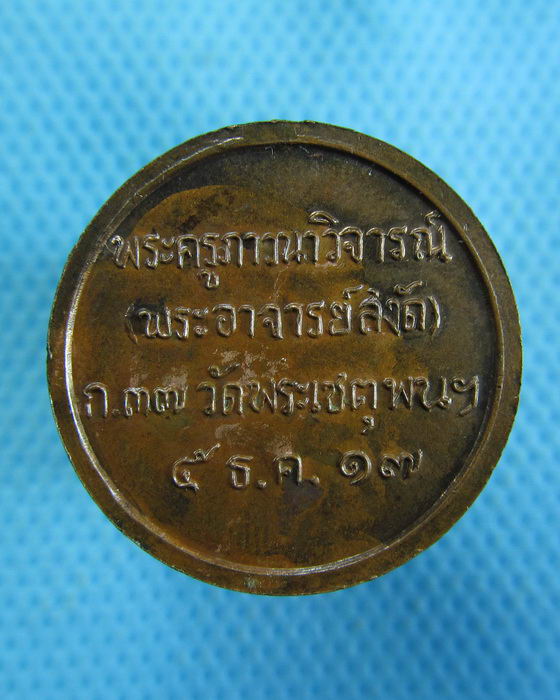 พระครูภาวนาวิจารณ์
(พระอาจารย์สงัด)
ก.๓๗ วัดพระเชตุพนฯ
๕ ธ.ค. ๑๗